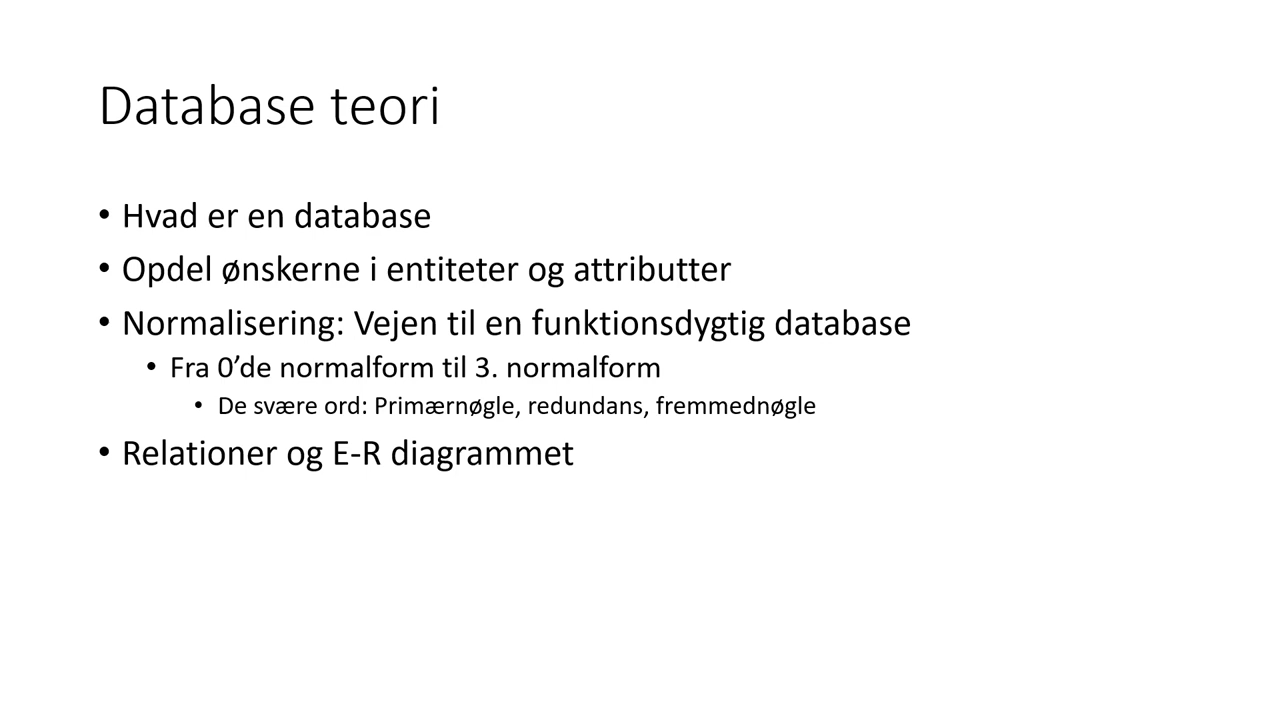 Database teori
• Hvad er en database
• Opdel ønskerne i entiteter og attributter
• Normalisering: Vejen til en funktionsdygtig database
• Fra 0’de normalform til 3. normalform
• De svære ord: Primærnøgle, redundans, fremmednøgle
• Relationer og E-R diagrammet